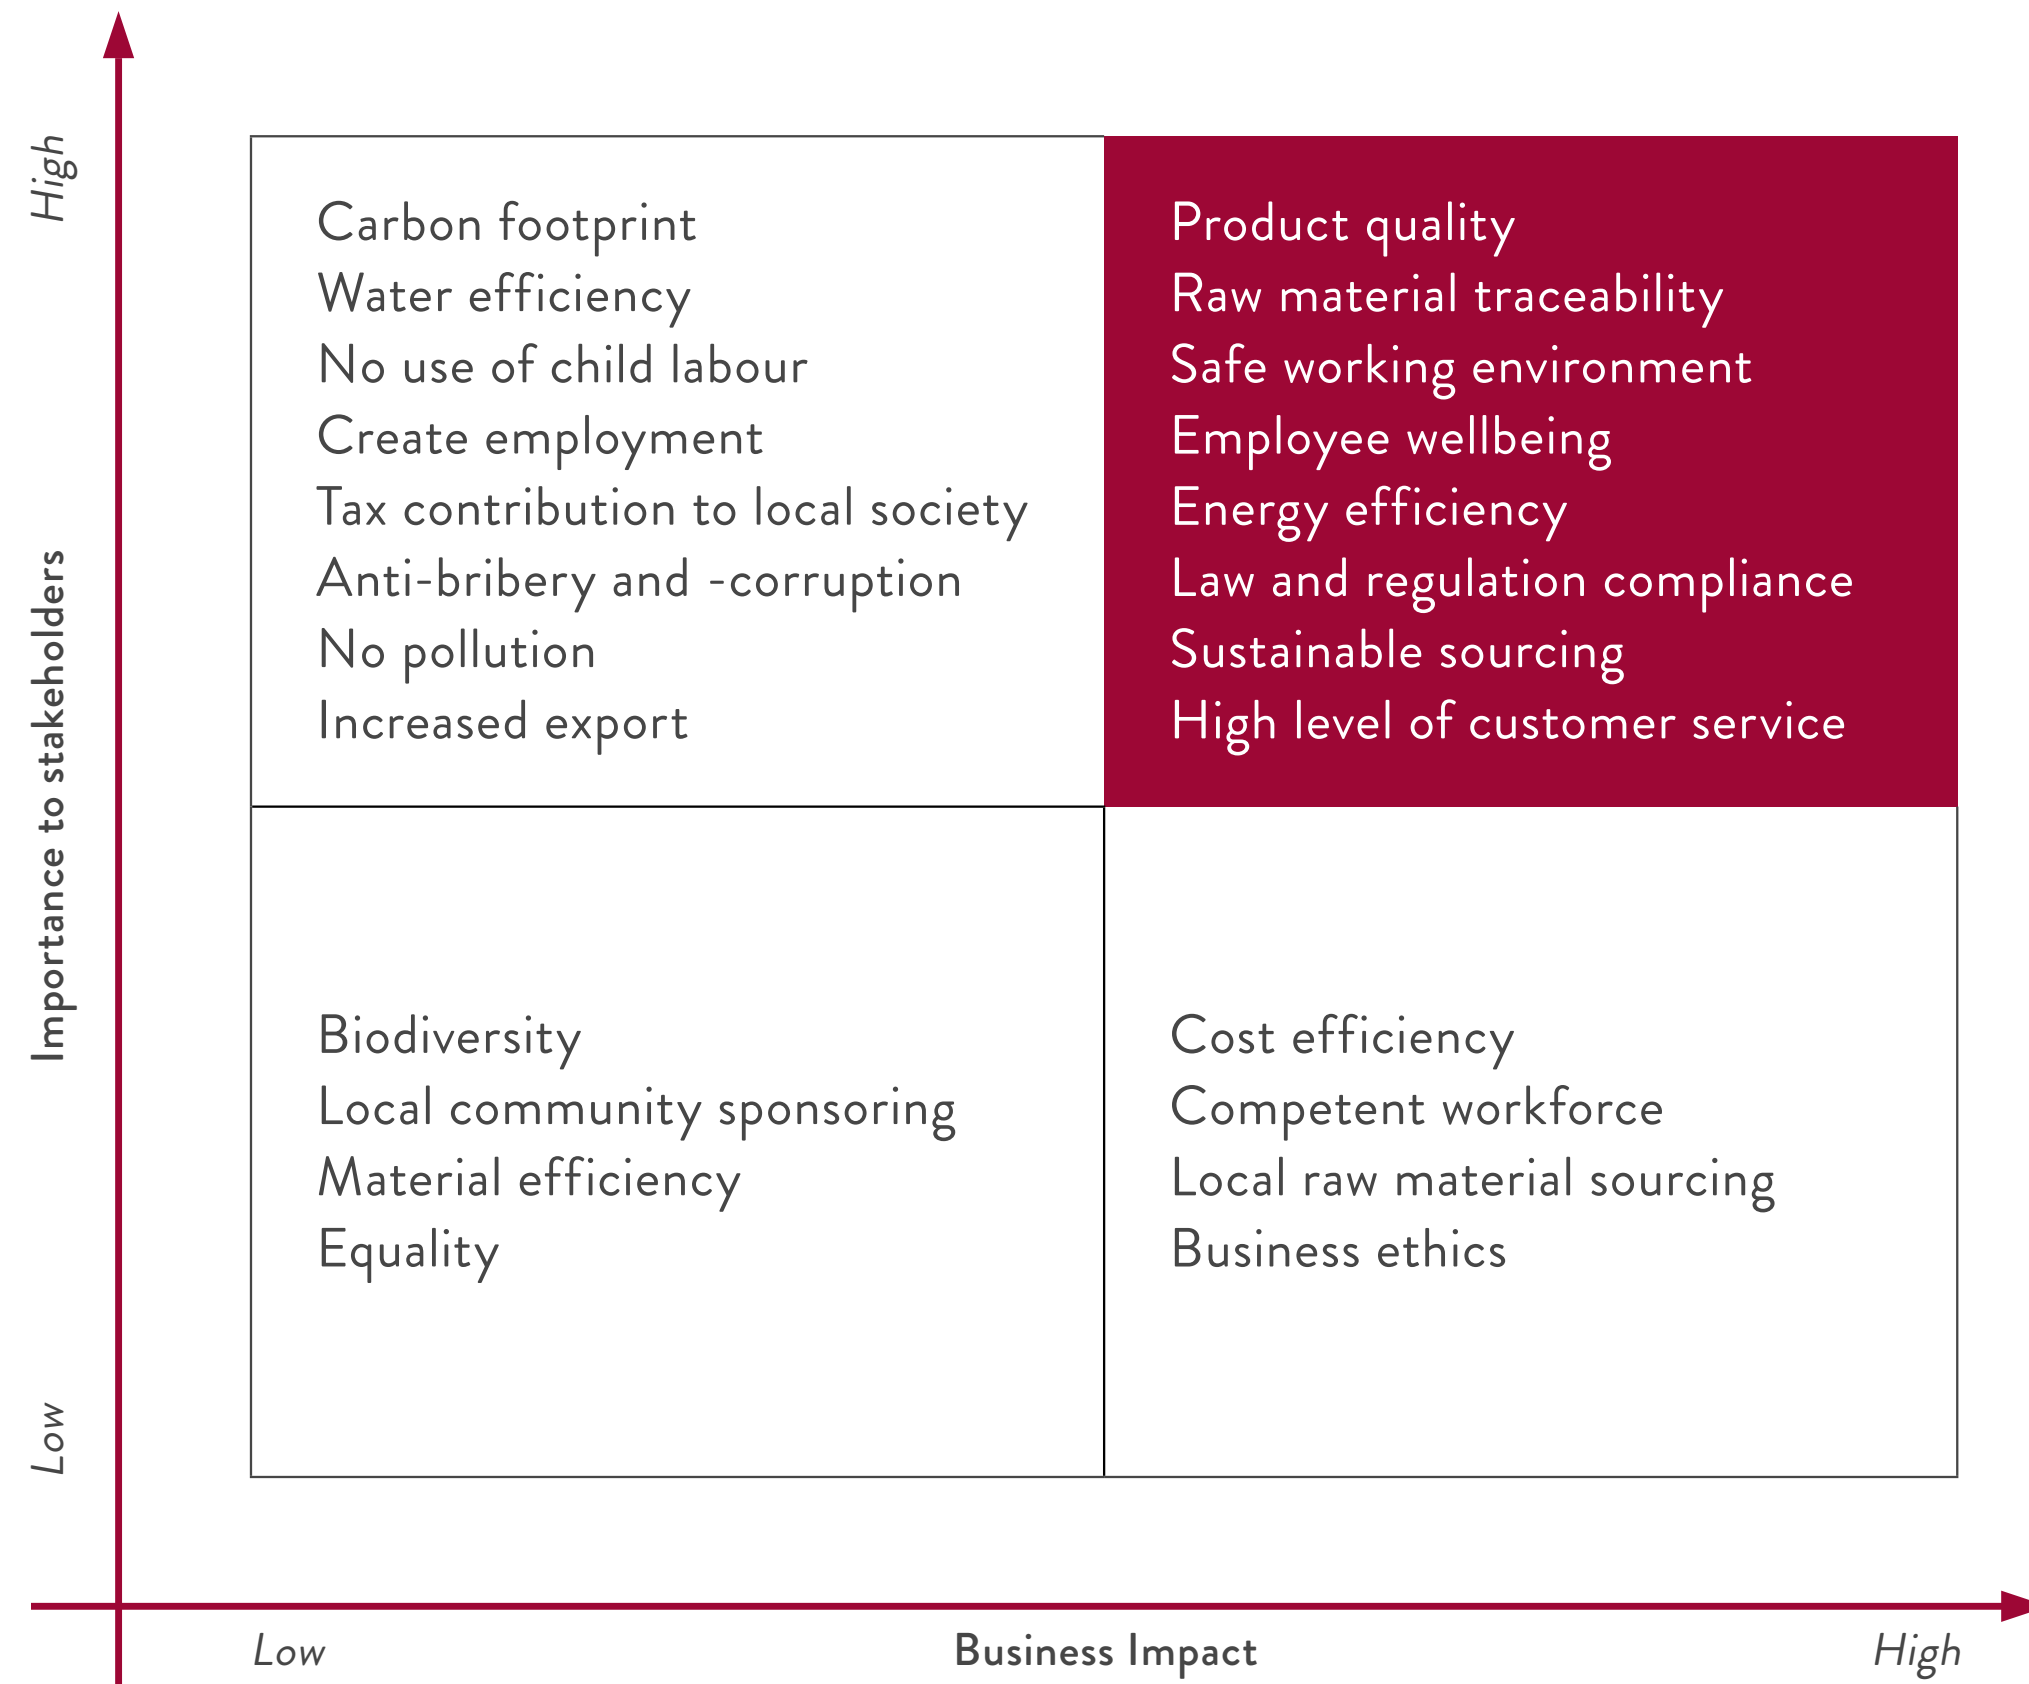 High
Importance to stakeholders
Low
Carbon footprint
Water efficiency
No use of child labour
Create employment
Tax contribution to local society
Anti-bribery and -corruption
No pollution
Increased export
Product quality
Raw material traceability
Safe working environment
Employee wellbeing
Energy efficiency
Law and regulation compliance
Sustainable sourcing
High level of customer service
Biodiversity
Local community sponsoring
Material efficiency
Equality
Cost efficiency
Competent workforce
Local raw material sourcing
Business ethics
Low
Business Impact
High